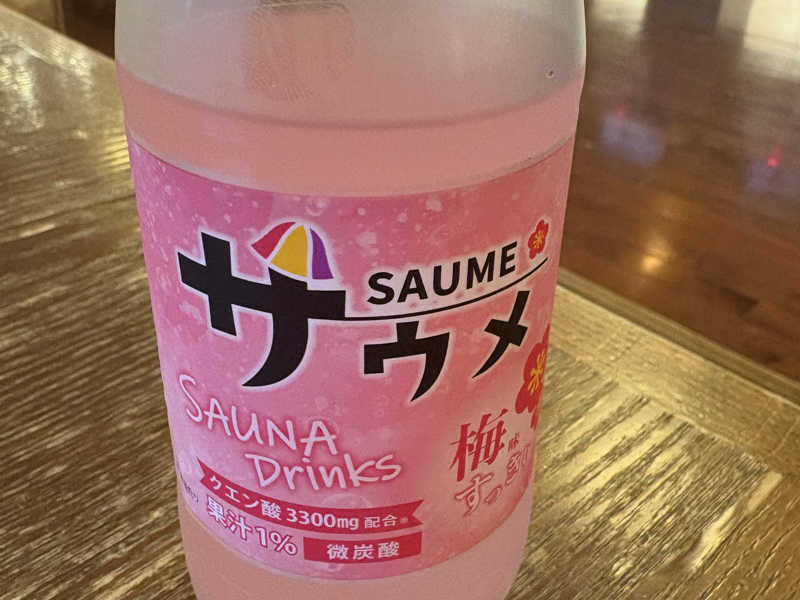 SAUME
サウメ
SAUNA
Drinks
梅味
すっきり
クエン酸 3300mg 配合※
果汁1%
微炭酸